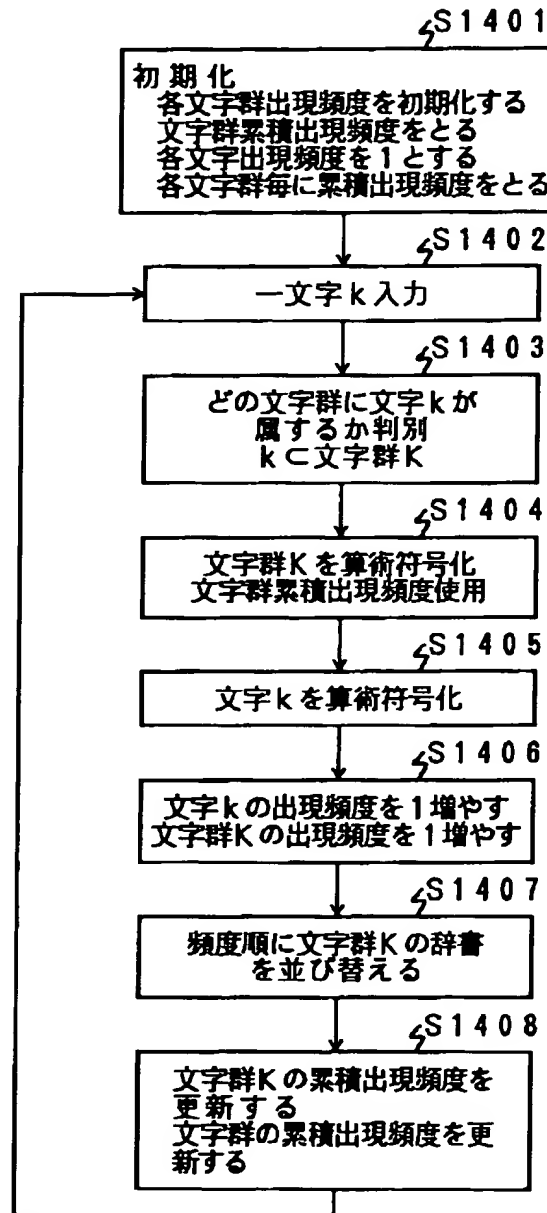 S1401
初期化
各文字群出現頻度を初期化する
文字群累積出現頻度をとる
各文字出現頻度を1とする
各文字群毎に累積出現頻度をとる
S1402
一文字k入力
S1403
どの文字群に文字kが
属するか判別
k⊂文字群K
S1404
文字群Kを算術符号化
文字群累積出現頻度使用
S1405
文字kを算術符号化
S1406
文字kの出現頻度を1増やす
文字群Kの出現頻度を1増やす
S1407
頻度順に文字群Kの辞書
を並び替える
S1408
文字群Kの累積出現頻度を
更新する
文字群の累積出現頻度を更
新する